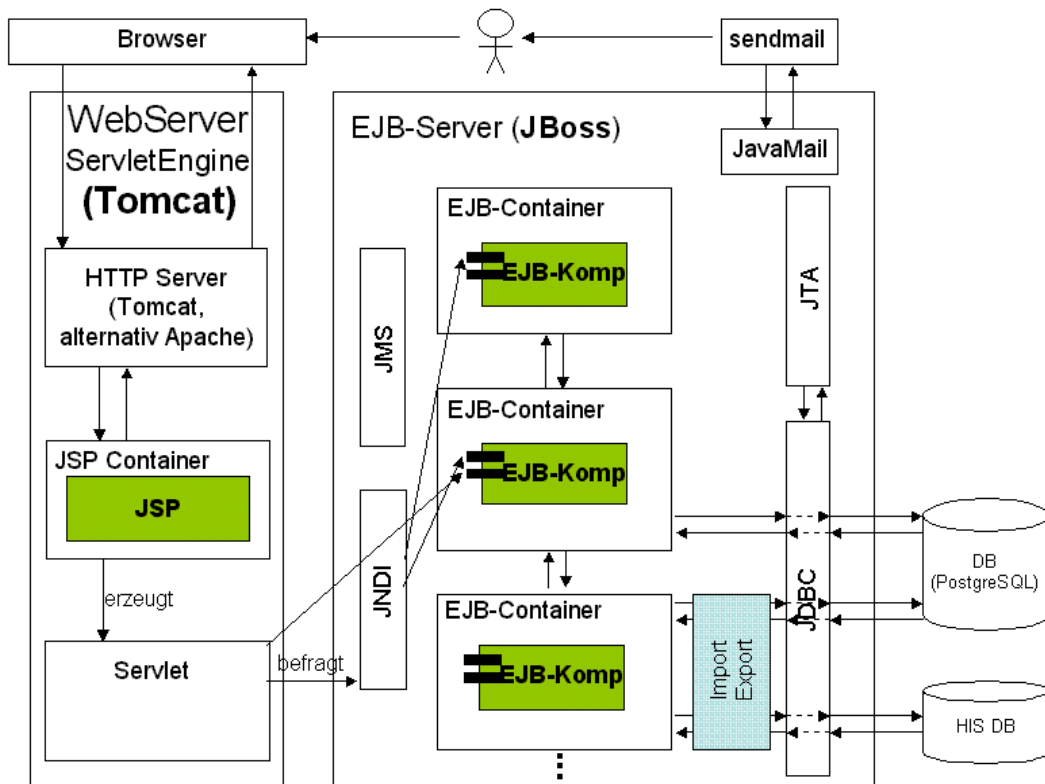 Browser
sendmail
WebServer
ServletEngine
(Tomcat)
HTTP Server
(Tomcat,
alternativ Apache)
JSP Container
JSP
erzeugt
Servlet
befragt
EJB-Server (JBoss)
JavaMail
JMS
JNDI
EJB-Container
EJB-Komp
EJB-Container
EJB-Komp
EJB-Container
EJB-Komp
JTA
JDBC
Import
Export
DB
(PostgreSQL)
HIS DB